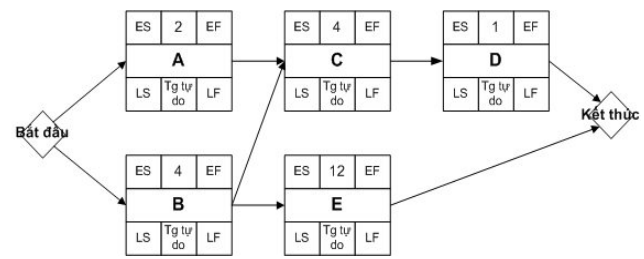 ES 2 EF
A
LS Tg tự do LF
ES 4 EF
C
LS Tg tự do LF
ES 1 EF
D
LS Tg tự do LF
Bắt đầu
Kết thúc
ES 4 EF
B
LS Tg tự do LF
ES 12 EF
E
LS Tg tự do LF